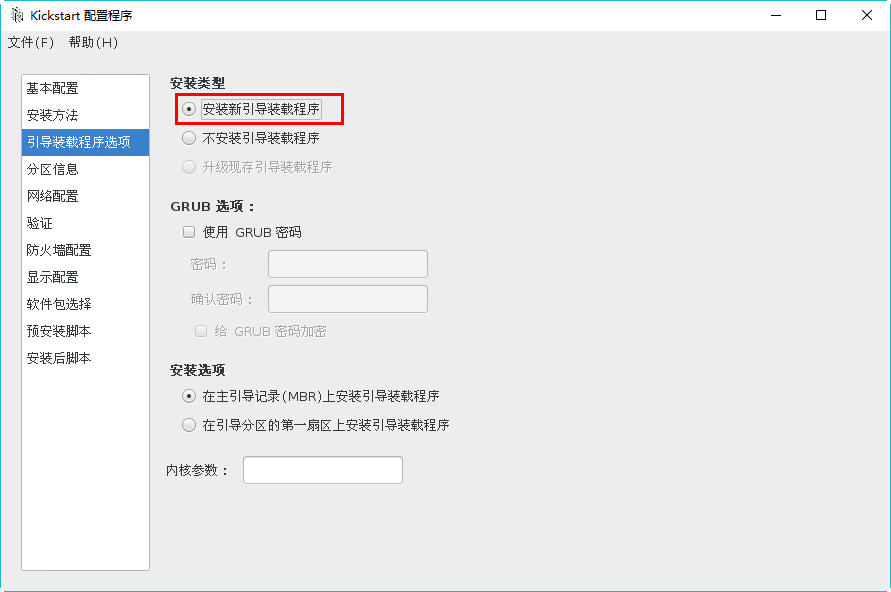 Kickstart 配置程序
文件(F) 帮助(H)
基本配置
安装方法
引导装载程序选项
分区信息
网络配置
验证
防火墙配置
显示配置
软件包选择
预安装脚本
安装后脚本
安装类型
安装新引导装载程序
不安装引导装载程序
升级现存引导装载程序
GRUB 选项：
使用 GRUB 密码
密码：
确认密码：
给 GRUB 密码加密
安装选项
在主引导记录(MBR)上安装引导装载程序
在引导分区的第一扇区上安装引导装载程序
内核参数：